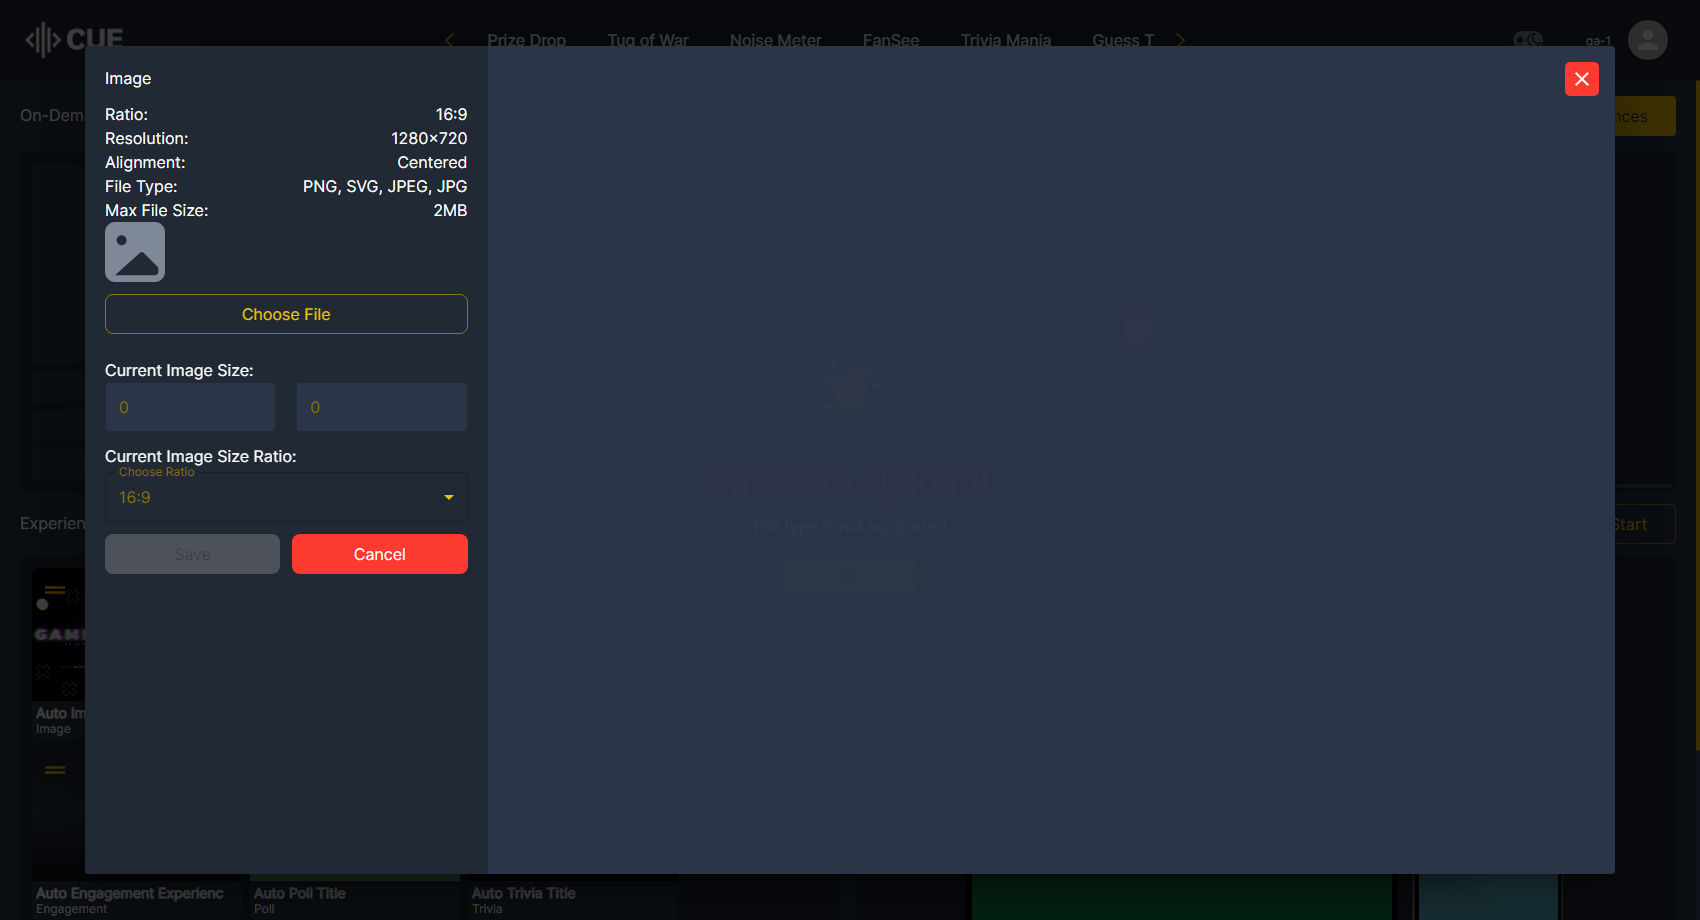 CUE
Prize Drop
Tug of War
Noise Meter
FanSee
Trivia Mania
Guess T
qa-1
On-Dema
nces
Image
Ratio:
16:9
Resolution:
1280×720
Alignment:
Centered
File Type:
PNG, SVG, JPEG, JPG
Max File Size:
2MB
Choose File
Current Image Size:
0
0
Current Image Size Ratio:
Choose Ratio
16:9
Save
Cancel
Failed to Upload!
File type is not supported
Experien
Start
GAM
Auto Im
Image
Auto Engagement Experienc
Engagement
Auto Poll Title
Poll
Auto Trivia Title
Trivia